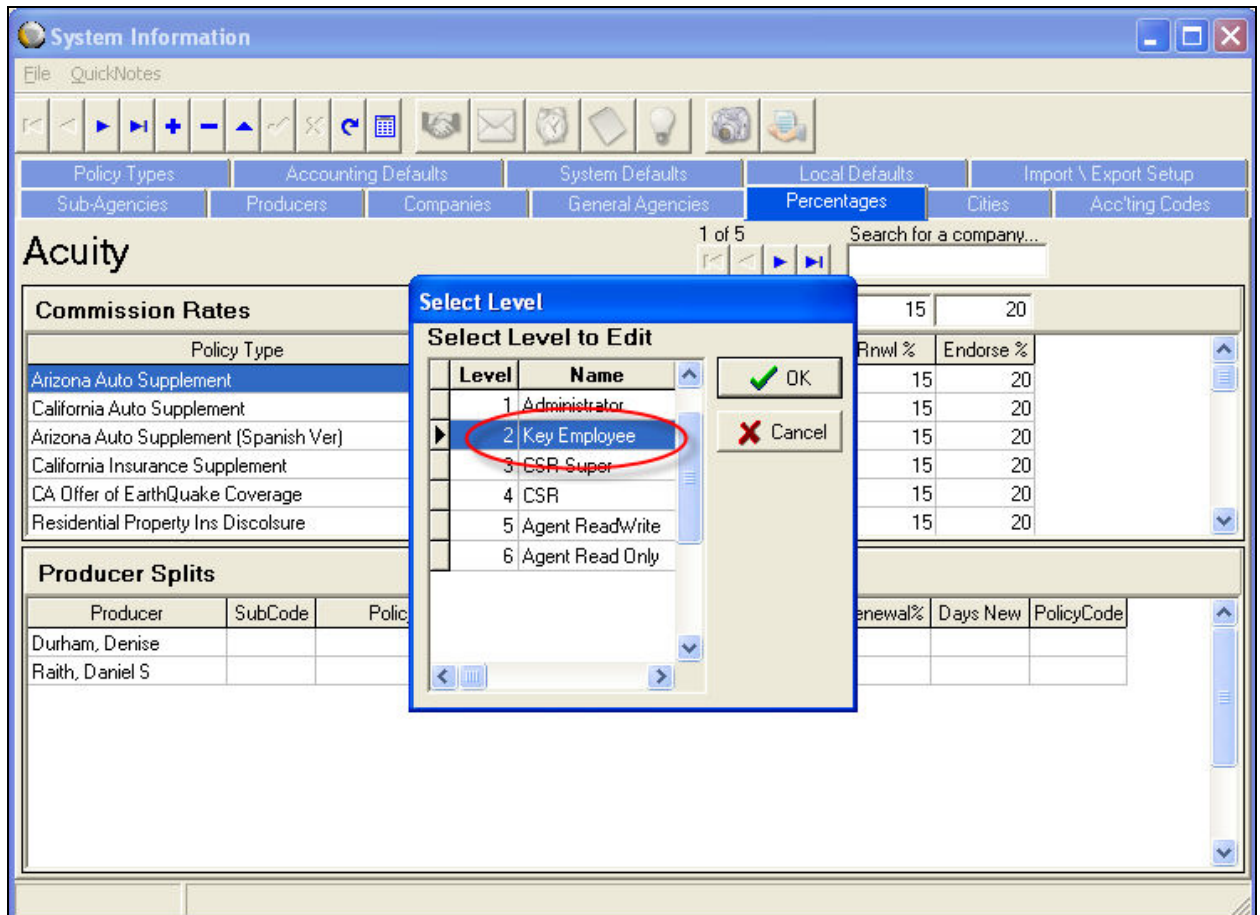 System Information
File QuickNotes
Policy Types Accounting Defaults System Defaults Local Defaults Import \ Export Setup
Sub-Agencies Producers Companies General Agencies Percentages Cities Acc'ting Codes
Acuity
1 of 5 Search for a company...
Commission Rates 15 20
Policy Type Rnwl % Endorse %
Arizona Auto Supplement 15 20
California Auto Supplement 15 20
Arizona Auto Supplement (Spanish Ver) 15 20
California Insurance Supplement 15 20
CA Offer of EarthQuake Coverage 15 20
Residential Property Ins Discolsure 15 20
Select Level
Select Level to Edit
Level Name
1 Administrator
2 Key Employee
3 CSR Super
4 CSR
5 Agent ReadWrite
6 Agent Read Only
OK
Cancel
Producer Splits
Producer SubCode Polic enewal% Days New PolicyCode
Durham, Denise
Raith, Daniel S